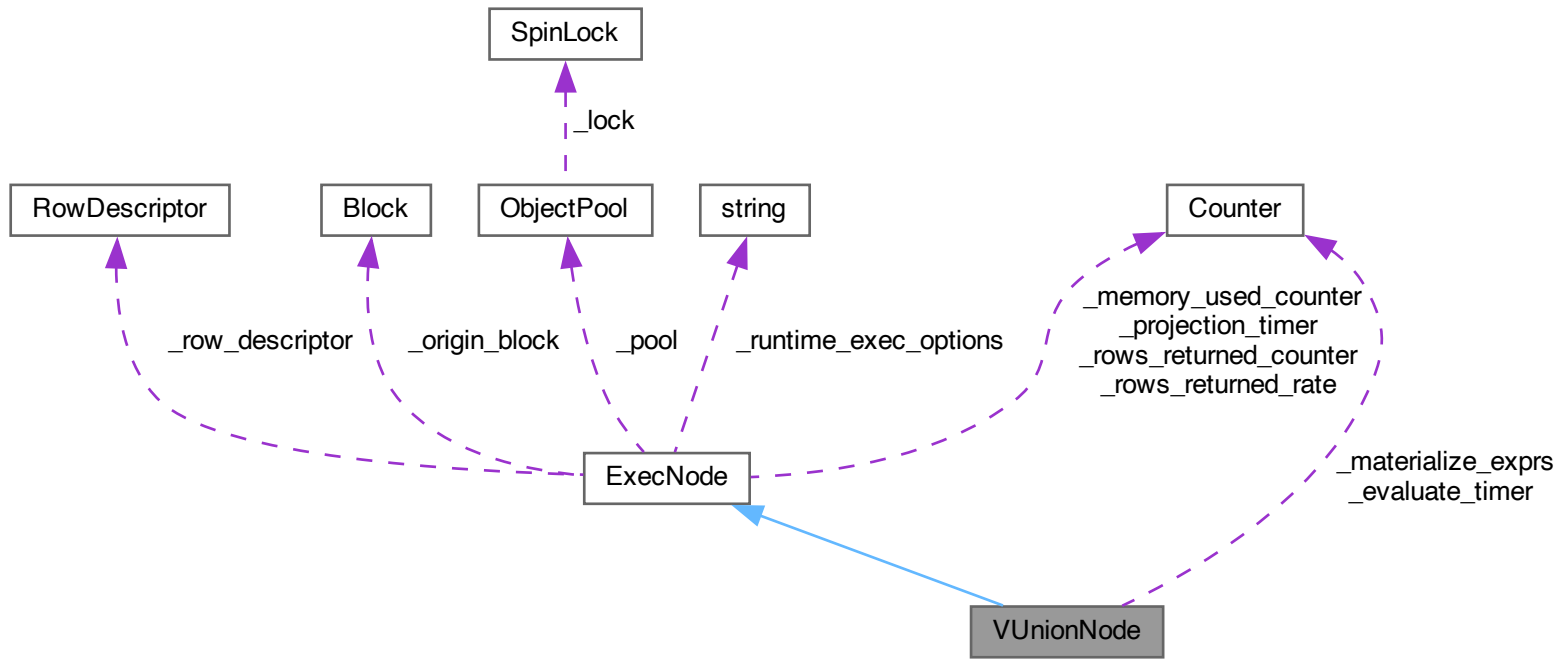 SpinLock
_lock
RowDescriptor
Block
ObjectPool
string
Counter
_row_descriptor
_origin_block
_pool
_runtime_exec_options
_memory_used_counter
_projection_timer
_rows_returned_counter
_rows_returned_rate
_materialize_exprs
_evaluate_timer
ExecNode
VUnionNode